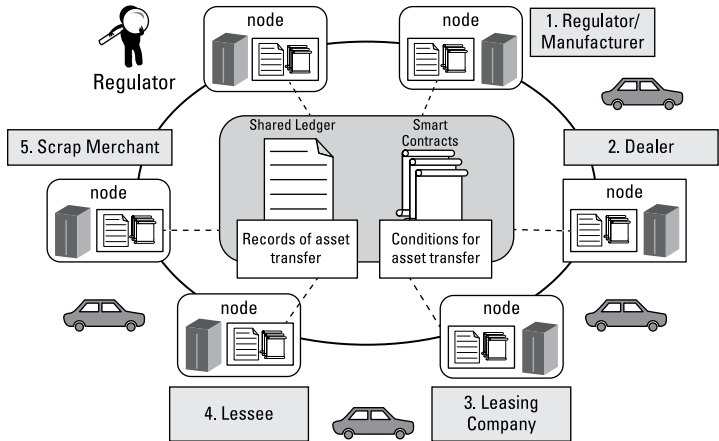 node
node
1. Regulator/
Manufacturer
Regulator
Shared Ledger
Smart
Contracts
5. Scrap Merchant
2. Dealer
node
node
Records of asset
transfer
Conditions for
asset transfer
node
node
4. Lessee
3. Leasing
Company